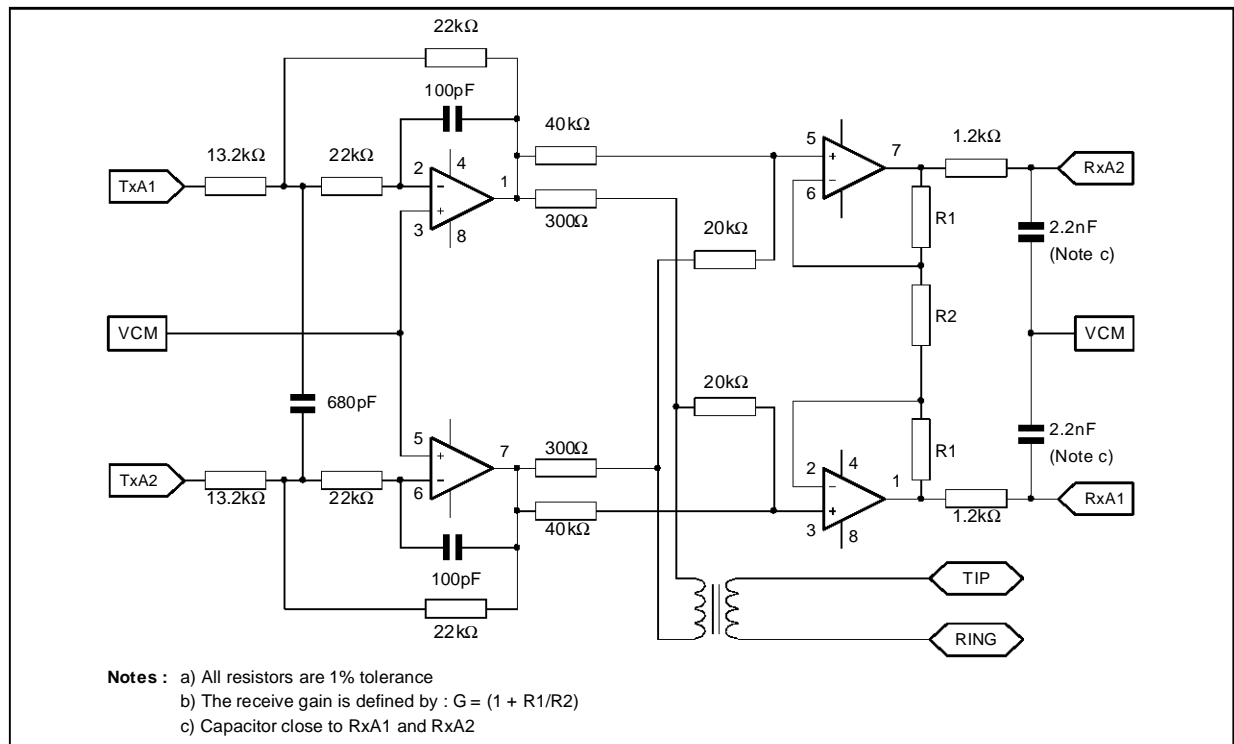 22kΩ
100pF
40kΩ
13.2kΩ
22kΩ
5
7
1.2kΩ
TxA1
2
4
1
+
−
−
+
6
RxA2
3
8
300Ω
R1
2.2nF
(Note c)
20kΩ
VCM
R2
VCM
20kΩ
680pF
5
7
300Ω
R1
2.2nF
(Note c)
TxA2
+
−
2
4
1
−
+
RxA1
13.2kΩ
22kΩ
6
40kΩ
3
8
1.2kΩ
100pF
TIP
22kΩ
RING
Notes : a) All resistors are 1% tolerance
b) The receive gain is defined by : G = (1 + R1/R2)
c) Capacitor close to RxA1 and RxA2